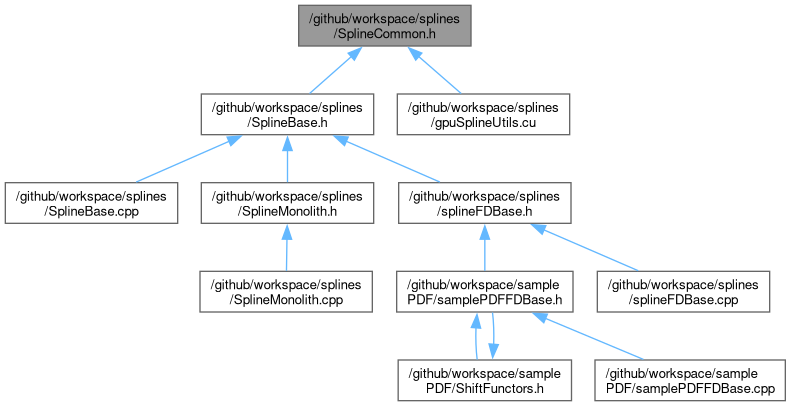 /github/workspace/splines
/SplineCommon.h
/github/workspace/splines
/SplineBase.h
/github/workspace/splines
/gpuSplineUtils.cu
/github/workspace/splines
/SplineBase.cpp
/github/workspace/splines
/SplineMonolith.h
/github/workspace/splines
/splineFDBase.h
/github/workspace/splines
/SplineMonolith.cpp
/github/workspace/sample
PDF/samplePDFFDBase.h
/github/workspace/splines
/splineFDBase.cpp
/github/workspace/sample
PDF/ShiftFunctors.h
/github/workspace/sample
PDF/samplePDFFDBase.cpp